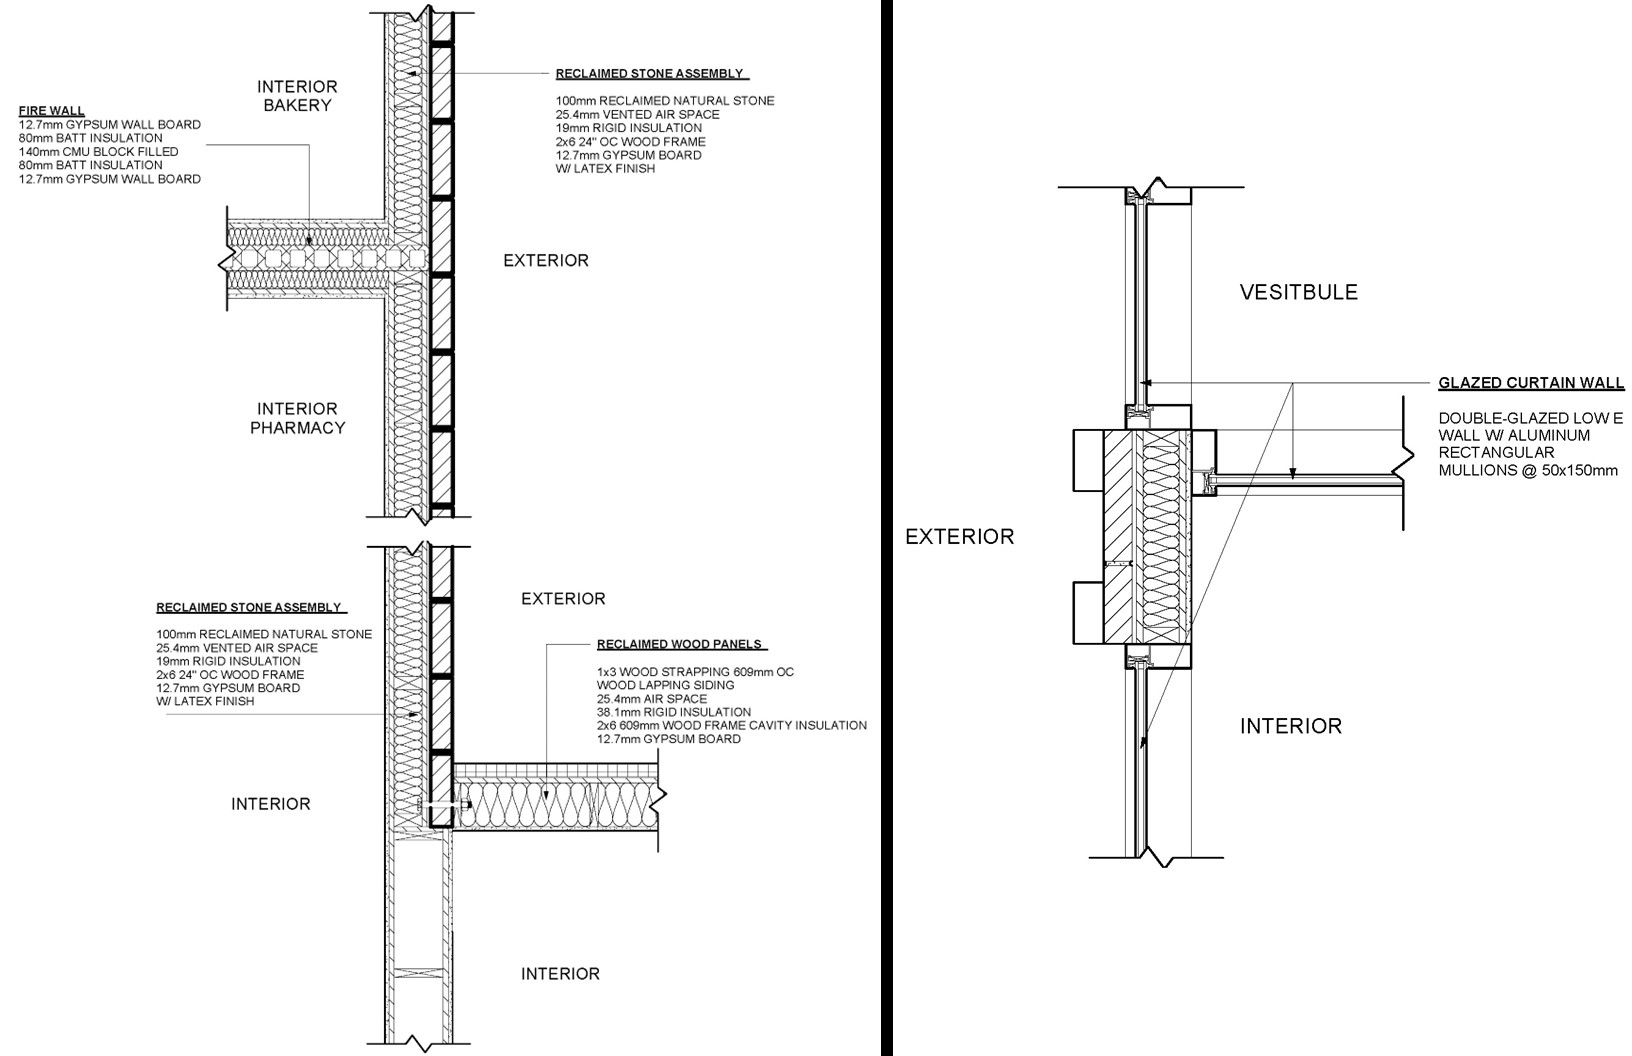 INTERIOR
BAKERY
FIRE WALL
12.7mm GYPSUM WALL BOARD
80mm BATT INSULATION
140mm CMU BLOCK FILLED
80mm BATT INSULATION
12.7mm GYPSUM WALL BOARD
RECLAIMED STONE ASSEMBLY
100mm RECLAIMED NATURAL STONE
25.4mm VENTED AIR SPACE
19mm RIGID INSULATION
2x6 24" OC WOOD FRAME
12.7mm GYPSUM BOARD
W/ LATEX FINISH
EXTERIOR
INTERIOR
PHARMACY
EXTERIOR
RECLAIMED STONE ASSEMBLY
100mm RECLAIMED NATURAL STONE
25.4mm VENTED AIR SPACE
19mm RIGID INSULATION
2x6 24" OC WOOD FRAME
12.7mm GYPSUM BOARD
W/ LATEX FINISH
RECLAIMED WOOD PANELS
1x3 WOOD STRAPPING 609mm OC
WOOD LAPPING SIDING
25.4mm AIR SPACE
38.1mm RIGID INSULATION
2x6 609mm WOOD FRAME CAVITY INSULATION
12.7mm GYPSUM BOARD
INTERIOR
INTERIOR
VESITBULE
GLAZED CURTAIN WALL
DOUBLE-GLAZED LOW E
WALL W/ ALUMINUM
RECTANGULAR
MULLIONS @ 50x150mm
EXTERIOR
INTERIOR